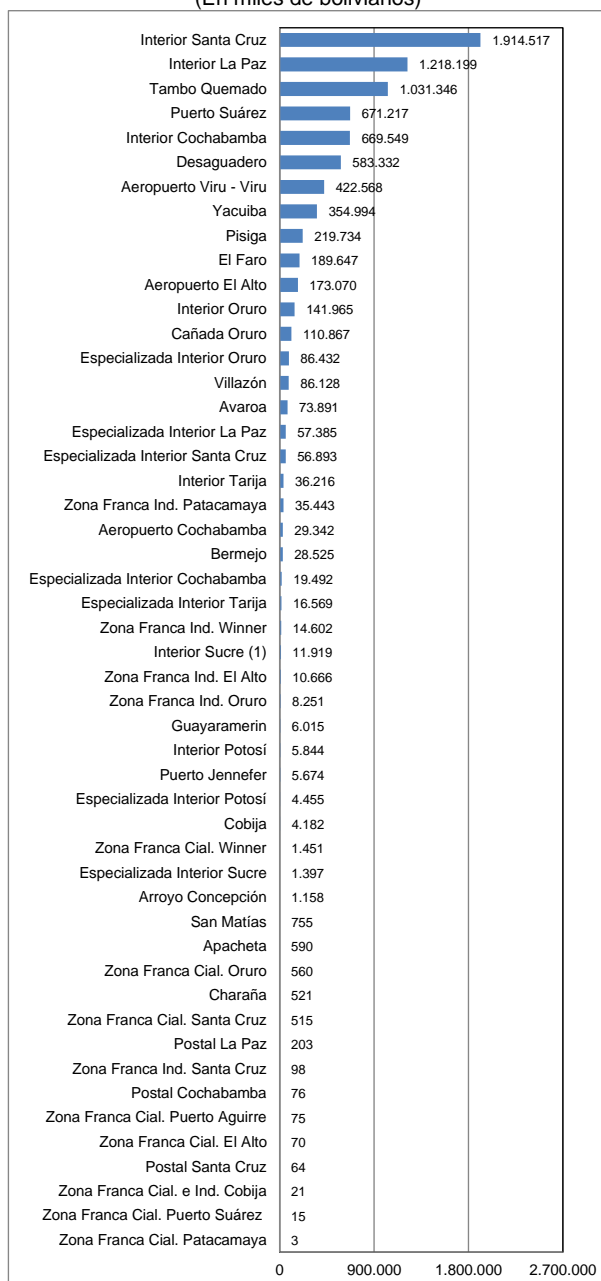 (En miles de bolivianos)
Interior Santa Cruz 1.914.517
Interior La Paz 1.218.199
Tambo Quemado 1.031.346
Puerto Suárez 671.217
Interior Cochabamba 669.549
Desaguadero 583.332
Aeropuerto Viru - Viru 422.568
Yacuiba 354.994
Pisiga 219.734
El Faro 189.647
Aeropuerto El Alto 173.070
Interior Oruro 141.965
Cañada Oruro 110.867
Especializada Interior Oruro 86.432
Villazón 86.128
Avaroa 73.891
Especializada Interior La Paz 57.385
Especializada Interior Santa Cruz 56.893
Interior Tarija 36.216
Zona Franca Ind. Patacamaya 35.443
Aeropuerto Cochabamba 29.342
Bermejo 28.525
Especializada Interior Cochabamba 19.492
Especializada Interior Tarija 16.569
Zona Franca Ind. Winner 14.602
Interior Sucre (1) 11.919
Zona Franca Ind. El Alto 10.666
Zona Franca Ind. Oruro 8.251
Guayaramerin 6.015
Interior Potosí 5.844
Puerto Jennefer 5.674
Especializada Interior Potosí 4.455
Cobija 4.182
Zona Franca Cial. Winner 1.451
Especializada Interior Sucre 1.397
Arroyo Concepción 1.158
San Matías 755
Apacheta 590
Zona Franca Cial. Oruro 560
Charaña 521
Zona Franca Cial. Santa Cruz 515
Postal La Paz 203
Zona Franca Ind. Santa Cruz 98
Postal Cochabamba 76
Zona Franca Cial. Puerto Aguirre 75
Zona Franca Cial. El Alto 70
Postal Santa Cruz 64
Zona Franca Cial. e Ind. Cobija 21
Zona Franca Cial. Puerto Suárez 15
Zona Franca Cial. Patacamaya 3
0 900.000 1.800.000 2.700.000